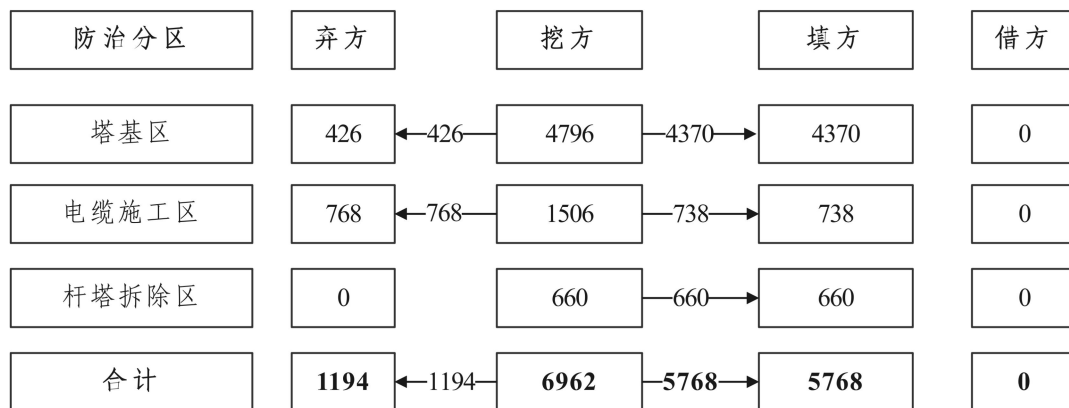 防治分区 弃方 挖方 填方 借方
塔基区 426 426 4796 4370 4370 0
电缆施工区 768 768 1506 738 738 0
杆塔拆除区 0 660 660 660 0
合计 1194 1194 6962 5768 5768 0